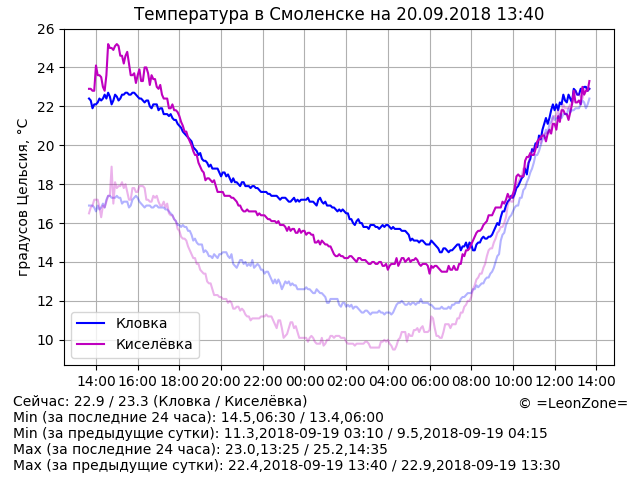 Температура в Смоленске на 20.09.2018 13:40
26
24
22
20
18
16
14
12
10
градусов Цельсия, °C
Кловка
Киселёвка
14:00 16:00 18:00 20:00 22:00 00:00 02:00 04:00 06:00 08:00 10:00 12:00 14:00
Сейчас: 22.9 / 23.3 (Кловка / Киселёвка)
© =LeonZone=
Min (за последние 24 часа): 14.5,06:30 / 13.4,06:00
Min (за предыдущие сутки): 11.3,2018-09-19 03:10 / 9.5,2018-09-19 04:15
Max (за последние 24 часа): 23.0,13:25 / 25.2,14:35
Max (за предыдущие сутки): 22.4,2018-09-19 13:40 / 22.9,2018-09-19 13:30